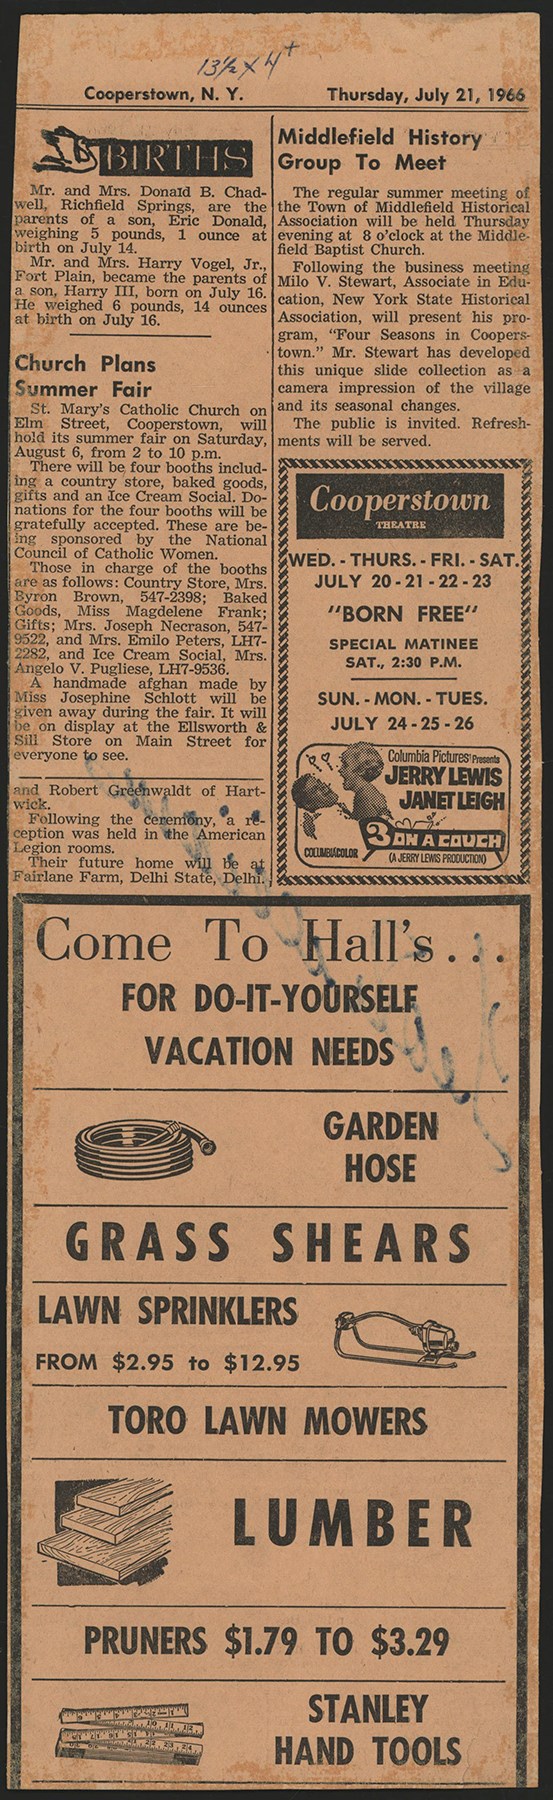 13½ x 4+
Cooperstown, N. Y.
Thursday, July 21, 1966
BIRTHS
Mr. and Mrs. Donald B. Chad-
well, Richfield Springs, are the
parents of a son, Eric Donald,
weighing 5 pounds, 1 ounce at
birth on July 14.
Mr. and Mrs. Harry Vogel, Jr.,
Fort Plain, became the parents of
a son, Harry III, born on July 16.
He weighed 6 pounds, 14 ounces
at birth on July 16.
Church Plans
Summer Fair
St. Mary's Catholic Church on
Elm Street, Cooperstown, will
hold its summer fair on Saturday,
August 6, from 2 to 10 p.m.
There will be four booths includ-
ing a country store, baked goods,
gifts and an Ice Cream Social. Do-
nations for the four booths will be
gratefully accepted. These are be-
ing sponsored by the National
Council of Catholic Women.
Those in charge of the booths
are as follows: Country Store, Mrs.
Byron Brown, 547-2398; Baked
Goods, Miss Magdelene Frank;
Gifts; Mrs. Joseph Necrason, 547-
9522, and Mrs. Emilo Peters, LH7-
2282, and Ice Cream Social, Mrs.
Angelo V. Pugliese, LH7-9536.
A handmade afghan made by
Miss Josephine Schlott will be
given away during the fair. It will
be on display at the Ellsworth &
Sill Store on Main Street for
everyone to see.
and Robert Greenwaldt of Hart-
wick.
Following the ceremony, a re-
ception was held in the American
Legion rooms.
Their future home will be at
Fairlane Farm, Delhi State, Delhi.
Middlefield History
Group To Meet
The regular summer meeting of
the Town of Middlefield Historical
Association will be held Thursday
evening at 8 o'clock at the Middle-
field Baptist Church.
Following the business meeting
Milo V. Stewart, Associate in Edu-
cation, New York State Historical
Association, will present his pro-
gram, "Four Seasons in Coopers-
town." Mr. Stewart has developed
this unique slide collection as a
camera impression of the village
and its seasonal changes.
The public is invited. Refresh-
ments will be served.
Cooperstown
THEATRE
WED. - THURS. - FRI. - SAT.
JULY 20 - 21 - 22 - 23
"BORN FREE"
SPECIAL MATINEE
SAT., 2:30 P.M.
SUN. - MON. - TUES.
JULY 24 - 25 - 26
Columbia Pictures Presents
JERRY LEWIS
JANET LEIGH
3 ON A COUCH
COLUMBIACOLOR
(A JERRY LEWIS PRODUCTION)
Come To Hall's...
FOR DO-IT-YOURSELF
VACATION NEEDS
GARDEN
HOSE
GRASS SHEARS
LAWN SPRINKLERS
FROM $2.95 to $12.95
TORO LAWN MOWERS
LUMBER
PRUNERS $1.79 TO $3.29
STANLEY
HAND TOOLS